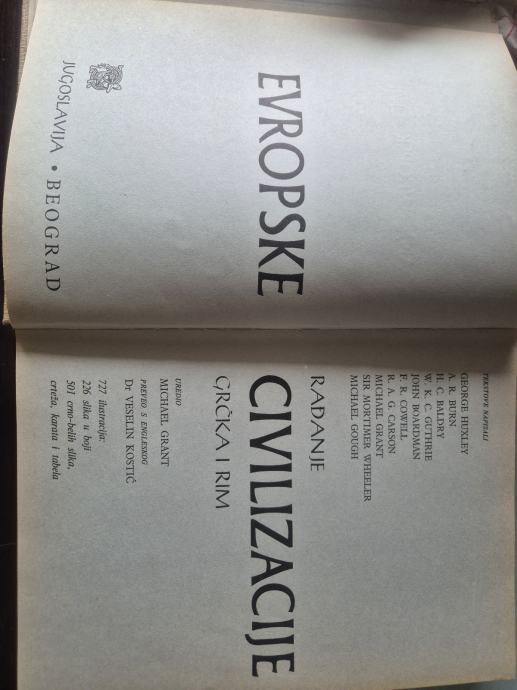 TEKSTOVE NAPISALI
GEORGE HUXLEY
A. R. BURN
H. C. BALDRY
W. K. C. GUTHRIE
JOHN BOARDMAN
F. R. COWELL
R. A. G. CARSON
MICHAEL GRANT
SIR MORTIMER WHEELER
MICHAEL GOUGH
RAĐANJE
EVROPSKE CIVILIZACIJE
GRČKA I RIM
UREDIO
MICHAEL GRANT
PREVEO S ENGLESKOG
Dr VESELIN KOSTIĆ
727 ilustracija:
226 slika u boji
501 crno-belih slika,
crteža, karata i tabela
JUGOSLAVIJA • BEOGRAD